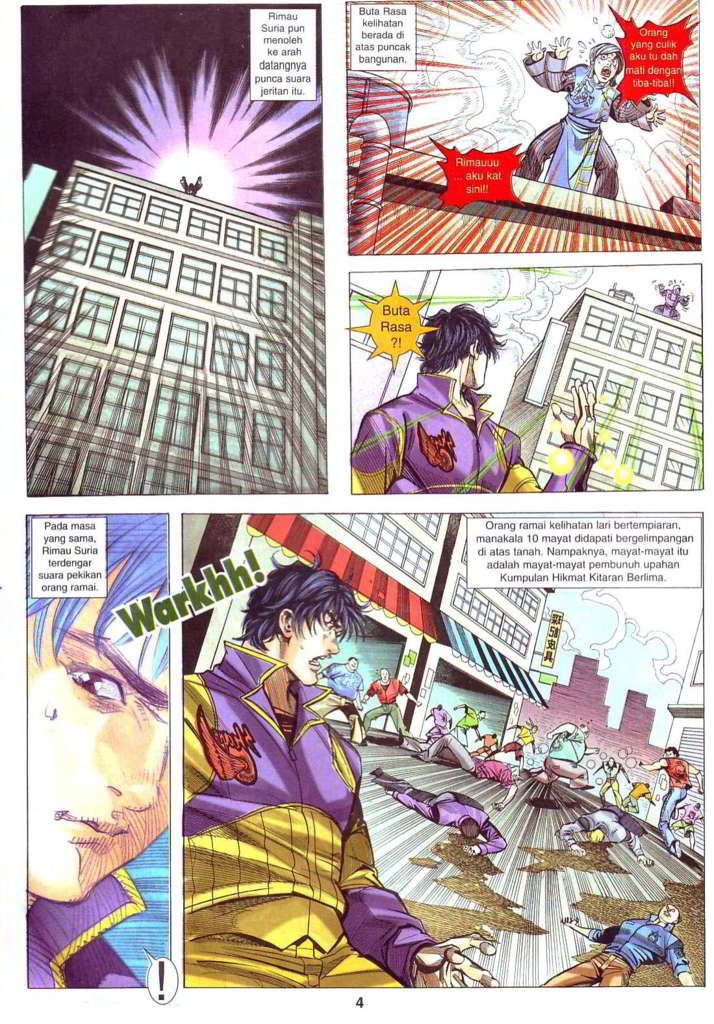 Rimau
Suria pun
menoleh
ke arah
datangnya
punca suara
jeritan itu.
Buta Rasa
kelihatan
berada di
atas puncak
bangunan.
Orang
yang culik
aku tu dah
mati dengan
tiba-tiba!!
Rimauuu
... aku kat
sini!!
Buta
Rasa
?!
Pada masa
yang sama,
Rimau Suria
terdengar
suara pekikan
orang ramai.
!
Warkhh!
Orang ramai kelihatan lari bertempiaran,
manakala 10 mayat didapati bergelimpangan
di atas tanah. Nampaknya, mayat-mayat itu
adalah mayat-mayat pembunuh upahan
Kumpulan Hikmat Kitaran Berlima.
4